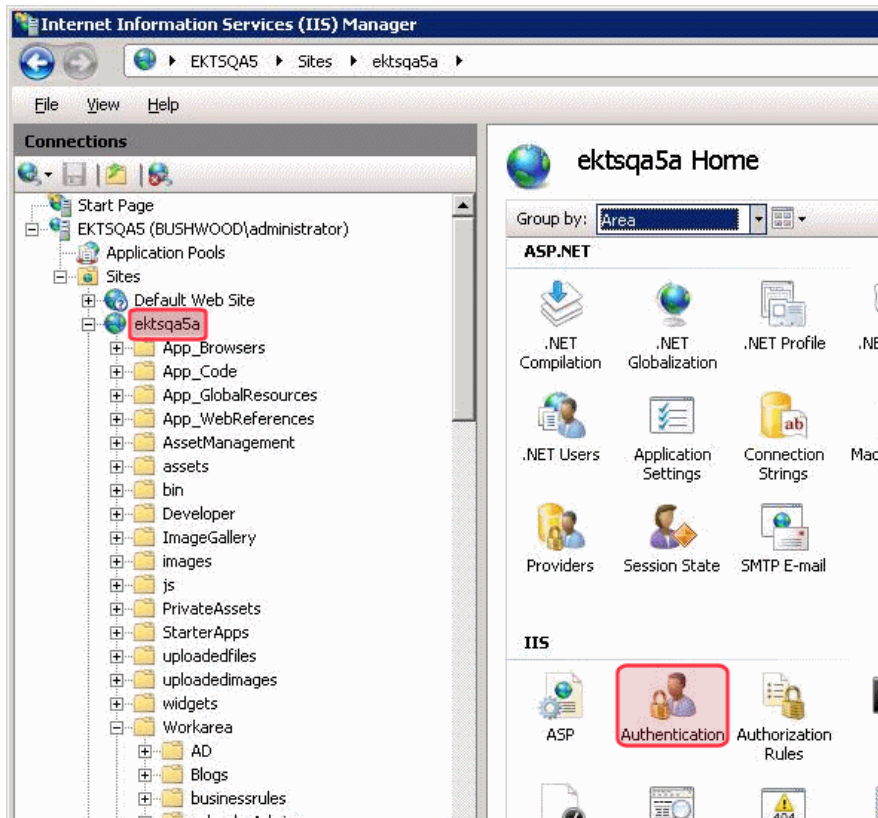 Internet Information Services (IIS) Manager
EKTSQA5 Sites ektsqa5a
File View Help
Connections
Start Page
EKTSQA5 (BUSHWOOD\administrator)
Application Pools
Sites
Default Web Site
ektsqa5a
App_Browsers
App_Code
App_GlobalResources
App_WebReferences
AssetManagement
assets
bin
Developer
ImageGallery
images
js
PrivateAssets
StarterApps
uploadedfiles
uploadedimages
widgets
Workarea
AD
Blogs
businessrules
ektsqa5a Home
Group by: Area
ASP.NET
.NET Compilation
.NET Globalization
.NET Profile
.NET Users
Application Settings
ab
Connection Strings
Providers
Session State
SMTP E-mail
IIS
ASP
Authentication
Authorization Rules
404